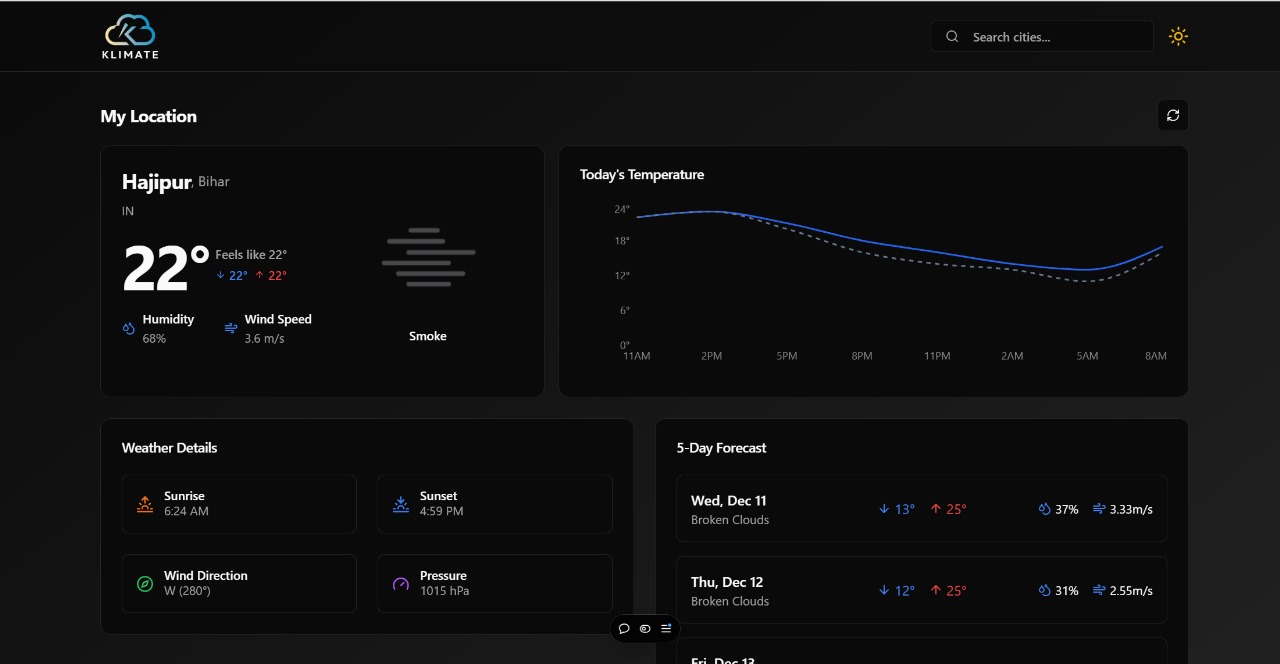 KLIMATE
Search cities...
My Location
Hajipur, Bihar
IN
22°
Feels like 22°
22° 22°
Humidity
68%
Wind Speed
3.6 m/s
Smoke
Today's Temperature
24°
18°
12°
6°
0°
11AM 2PM 5PM 8PM 11PM 2AM 5AM 8AM
Weather Details
Sunrise
6:24 AM
Sunset
4:59 PM
Wind Direction
W (280°)
Pressure
1015 hPa
5-Day Forecast
Wed, Dec 11
Broken Clouds
13° 25° 37% 3.33m/s
Thu, Dec 12
Broken Clouds
12° 25° 31% 2.55m/s
Fri, Dec 13